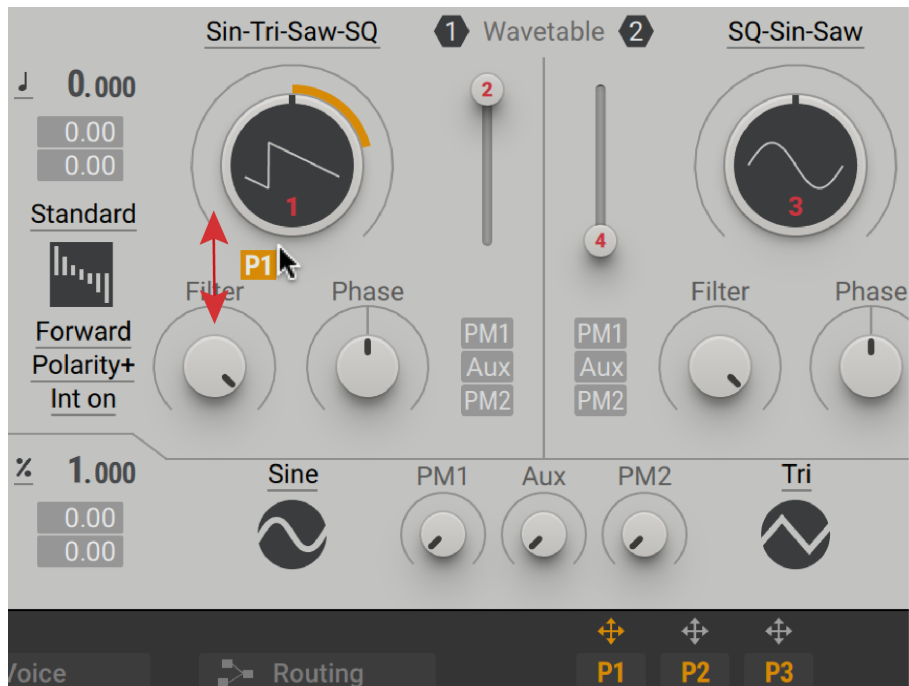 Sin-Tri-Saw-SQ
1 Wavetable 2
SQ-Sin-Saw
0.000
0.00
0.00
Standard
Forward
Polarity+
Int on
1
P1
2
4
3
Filter
Phase
PM1
Aux
PM2
PM1
Aux
PM2
Filter
Phase
%
1.000
0.00
0.00
Sine
PM1
Aux
PM2
Tri
Voice
Routing
P1
P2
P3